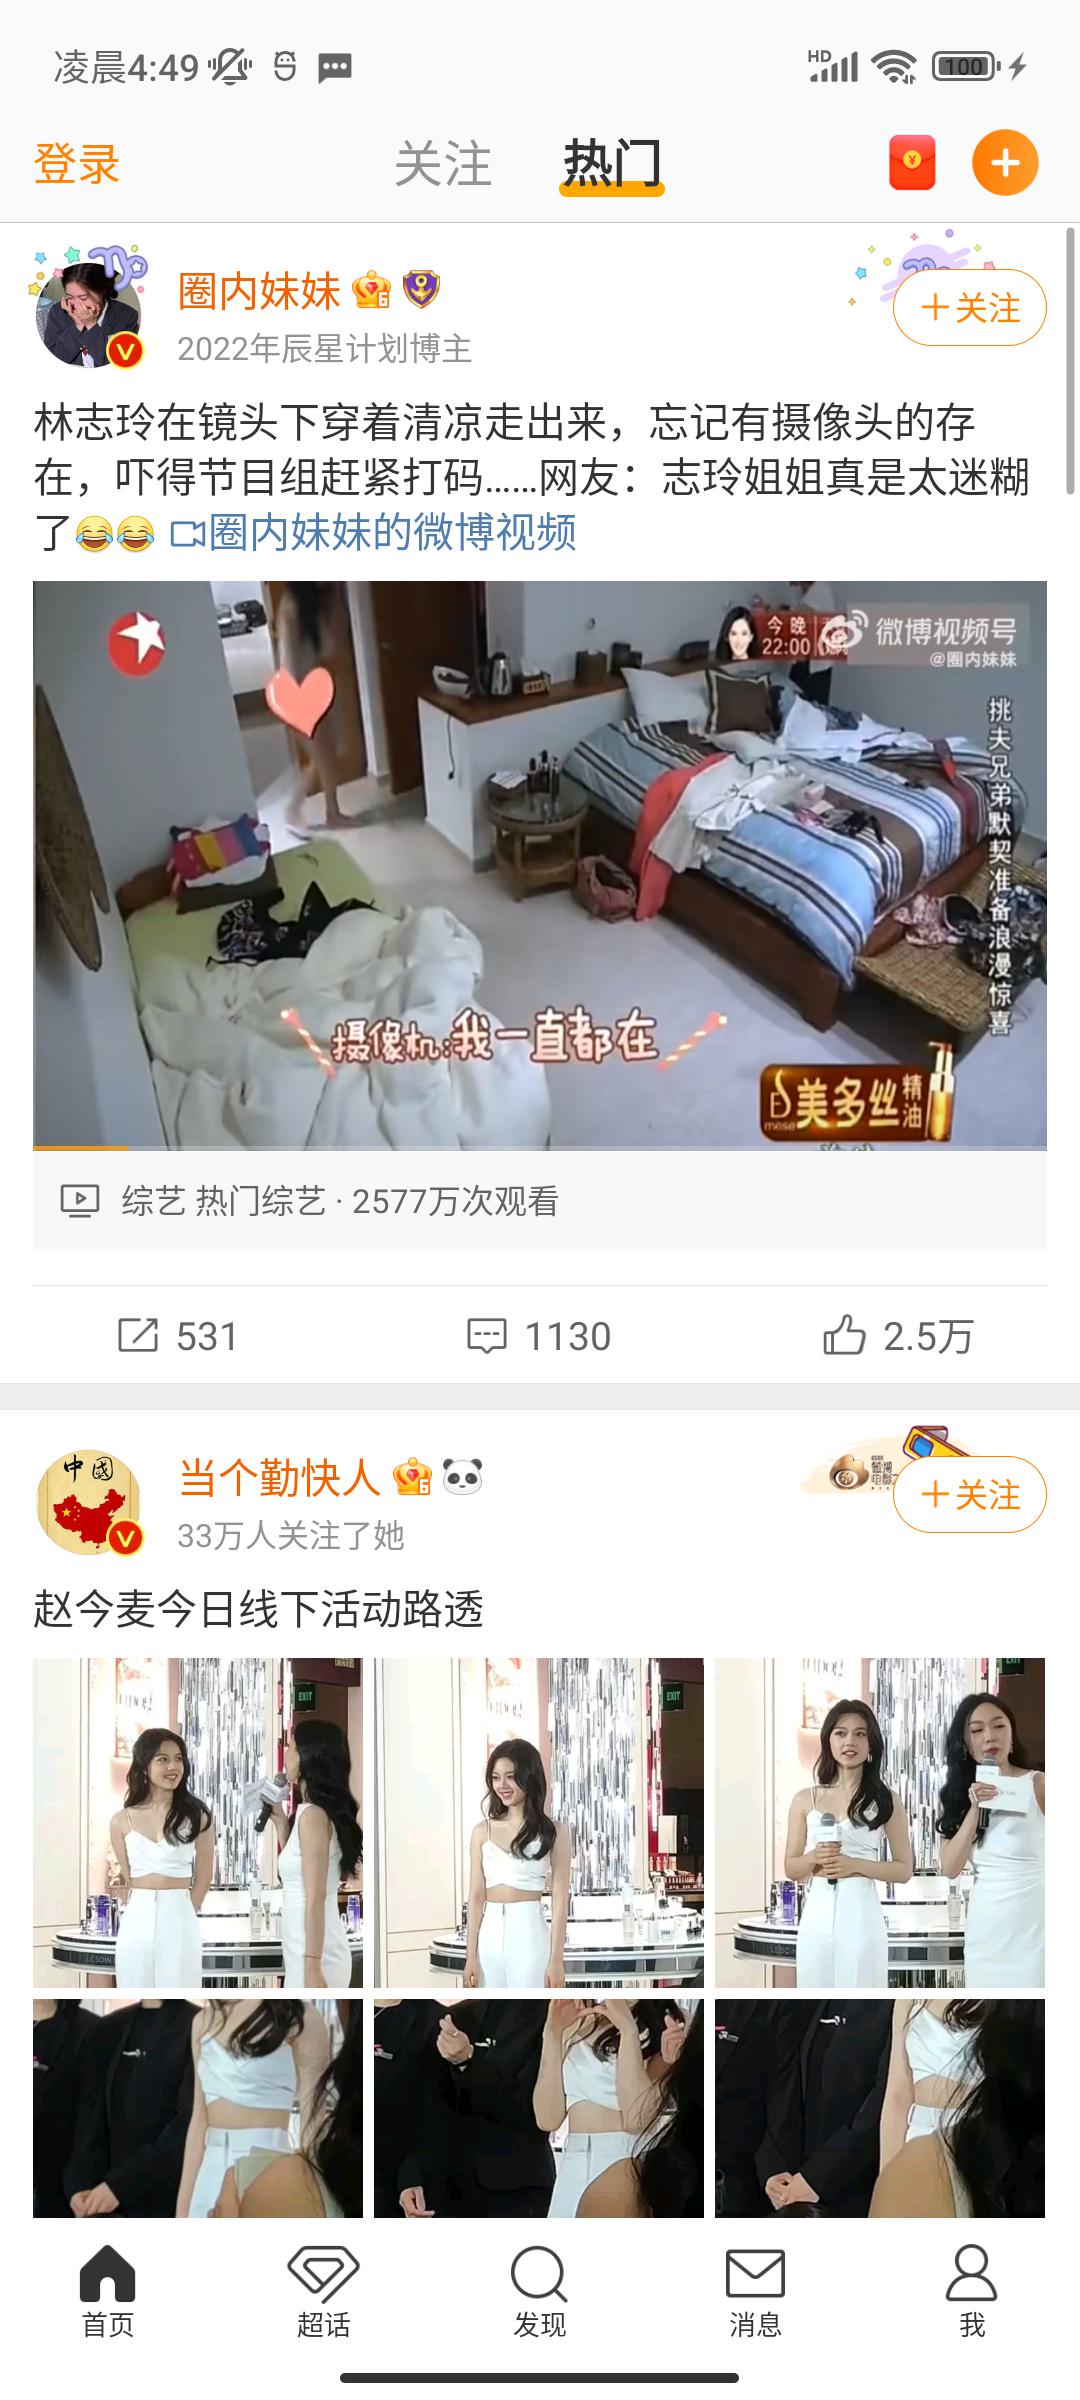 凌晨4:49
HD
100
登录
关注
热门
圈内妹妹
2022年辰星计划博主
+关注
林志玲在镜头下穿着清凉走出来，忘记有摄像头的存
在，吓得节目组赶紧打码……网友：志玲姐姐真是太迷糊
了😂😂 圈内妹妹的微博视频
今晚
22:00
微博视频号
@圈内妹妹
挑夫兄弟默契准备浪漫惊喜
摄像机:我一直都在
美多丝
精油
综艺 热门综艺 · 2577万次观看
531
1130
2.5万
中國
当个勤快人
33万人关注了她
+关注
赵今麦今日线下活动路透
EXIT
EXIT
EXIT
LE SOIN
首页
超话
发现
消息
我